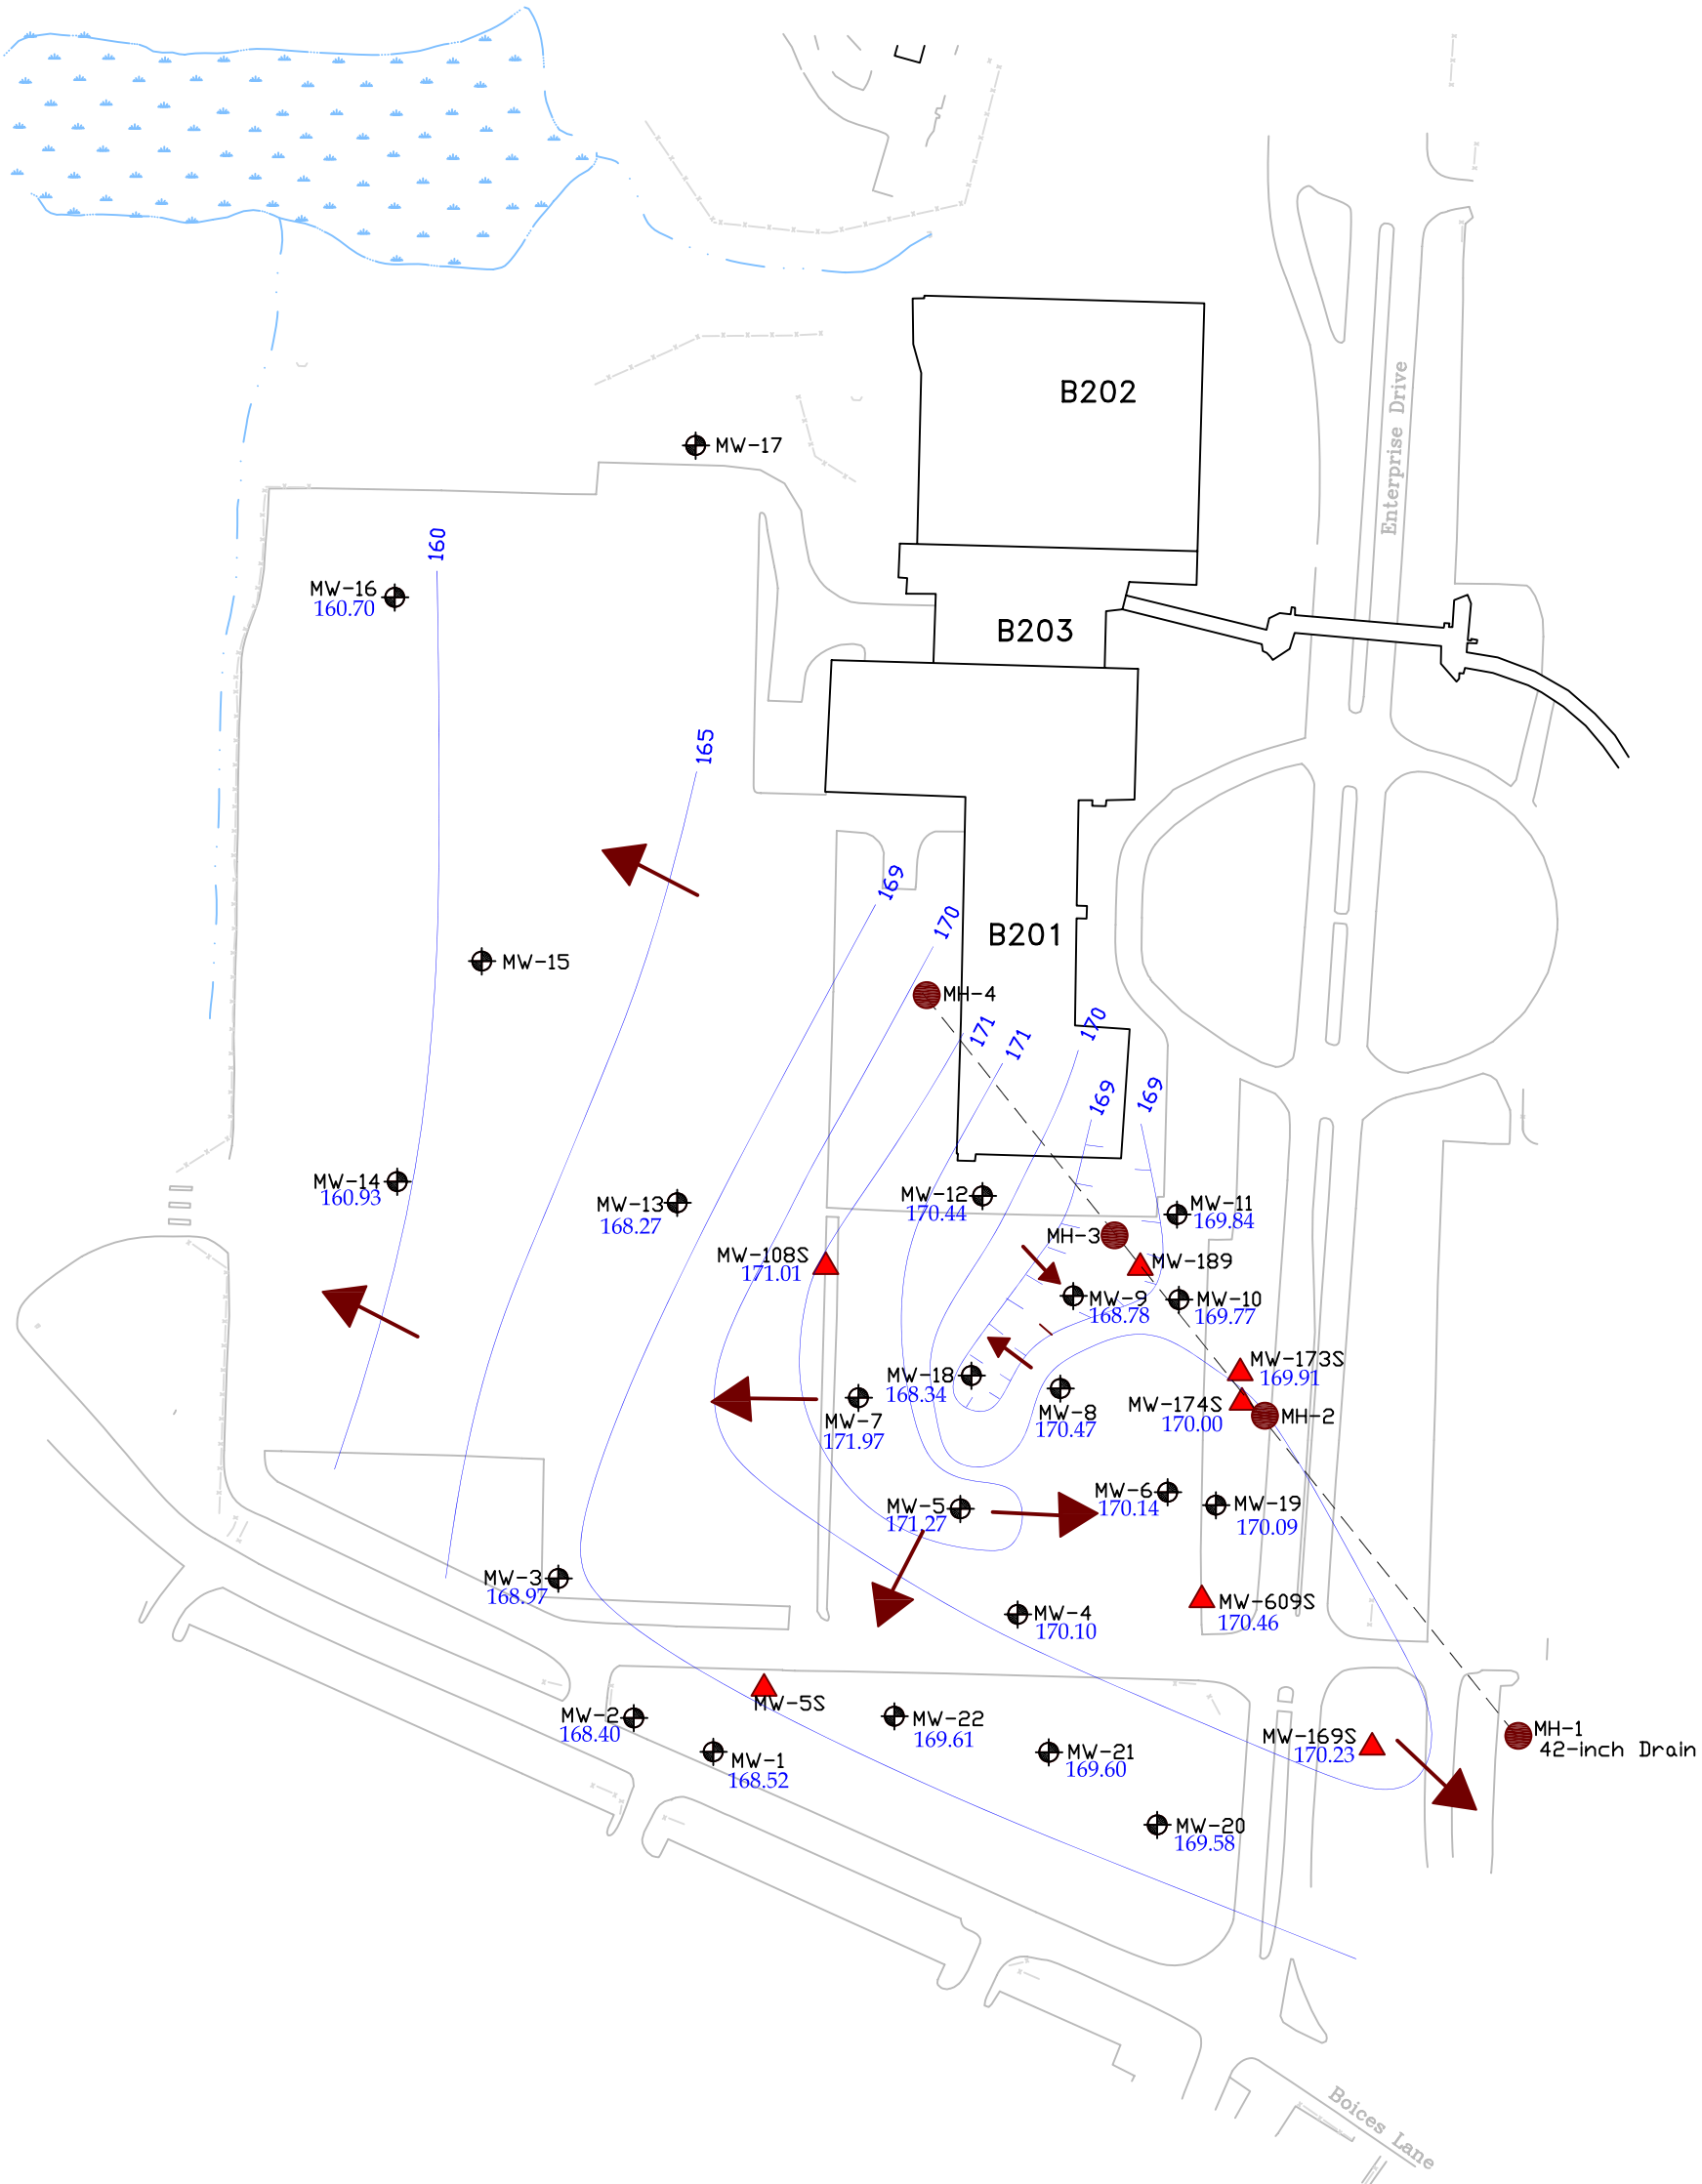 B202
Enterprise Drive
MW-17
160
MW-16
160.70
B203
165
169
170
B201
MW-15
MH-4
171
171
170
169
169
MW-14
160.93
MW-13
168.27
MW-12
170.44
MW-11
169.84
MH-3
MW-108S
171.01
MW-189
MW-9
168.78
MW-10
169.77
MW-173S
169.91
MW-18
168.34
MW-7
171.97
MW-8
170.47
MW-174S
170.00
MH-2
MW-6
170.14
MW-19
170.09
MW-5
171.27
MW-3
168.97
MW-4
170.10
MW-609S
170.46
MW-5S
MW-2
168.40
MW-22
169.61
MW-1
168.52
MW-21
169.60
MW-169S
170.23
MH-1
42-inch Drain
MW-20
169.58
Boices Lane